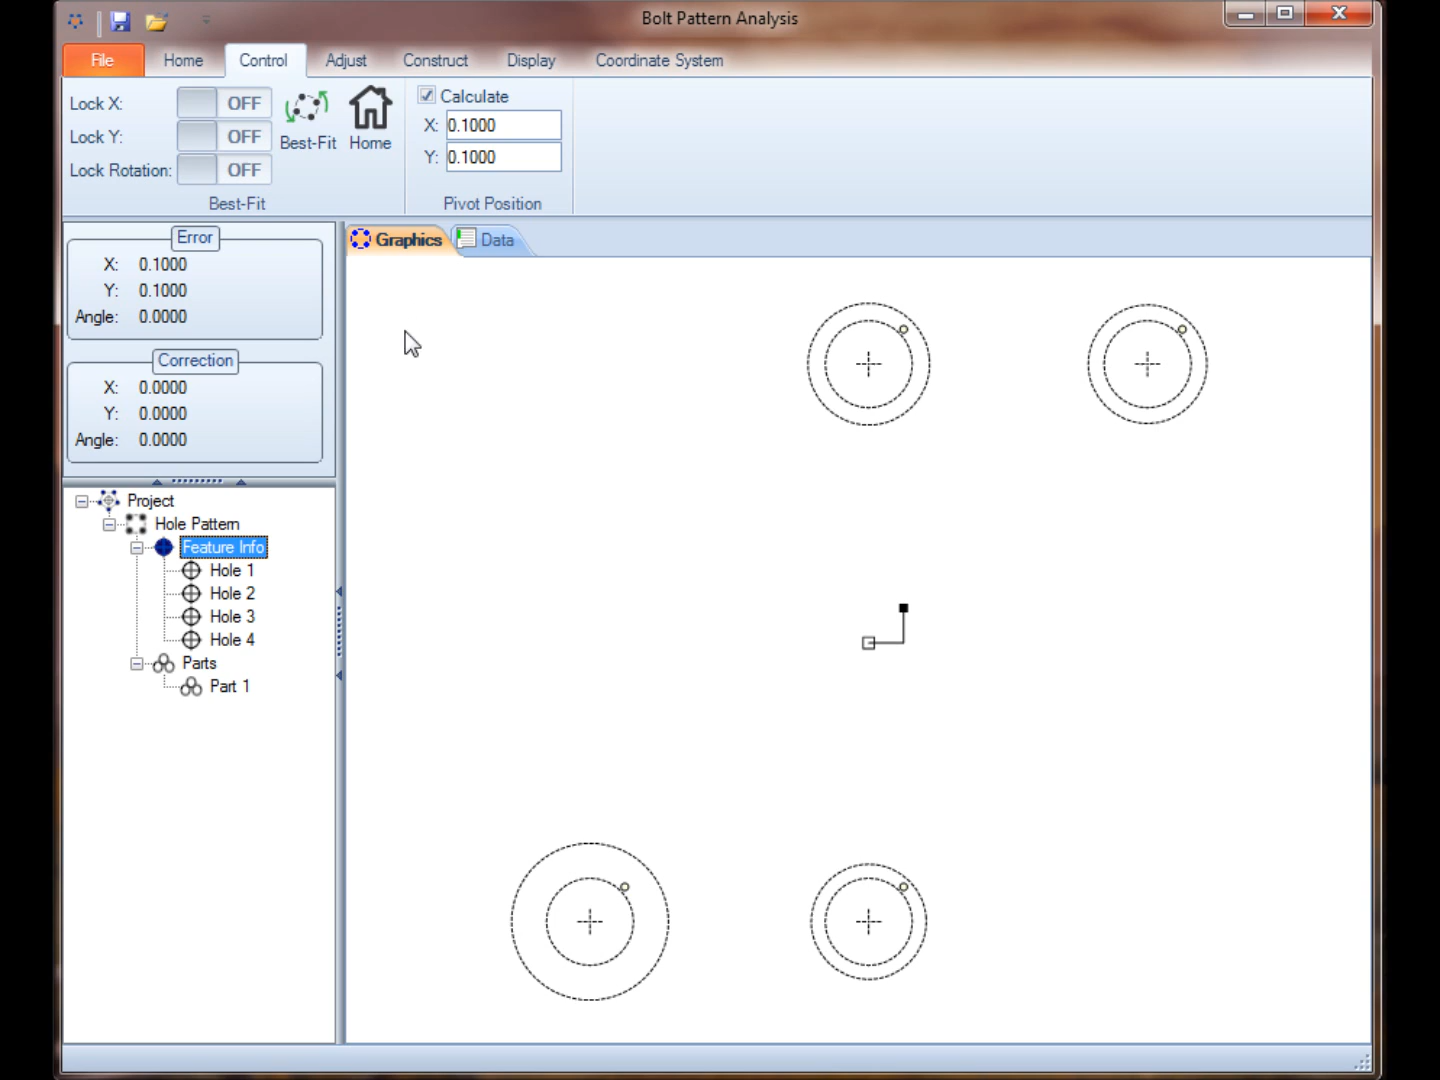 Bolt Pattern Analysis
File Home Control Adjust Construct Display Coordinate System
Lock X: OFF
Lock Y: OFF
Lock Rotation: OFF
Best-Fit
Home
Best-Fit
Calculate
X: 0.1000
Y: 0.1000
Pivot Position
Error
X: 0.1000
Y: 0.1000
Angle: 0.0000
Correction
X: 0.0000
Y: 0.0000
Angle: 0.0000
Project
Hole Pattern
Feature Info
Hole 1
Hole 2
Hole 3
Hole 4
Parts
Part 1
Graphics Data